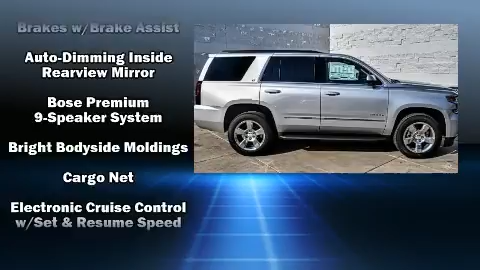 Brakes w/Brake Assist
Auto-Dimming Inside
Rearview Mirror
Bose Premium
9-Speaker System
Bright Bodyside Moldings
Cargo Net
Electronic Cruise Control
w/Set & Resume Speed